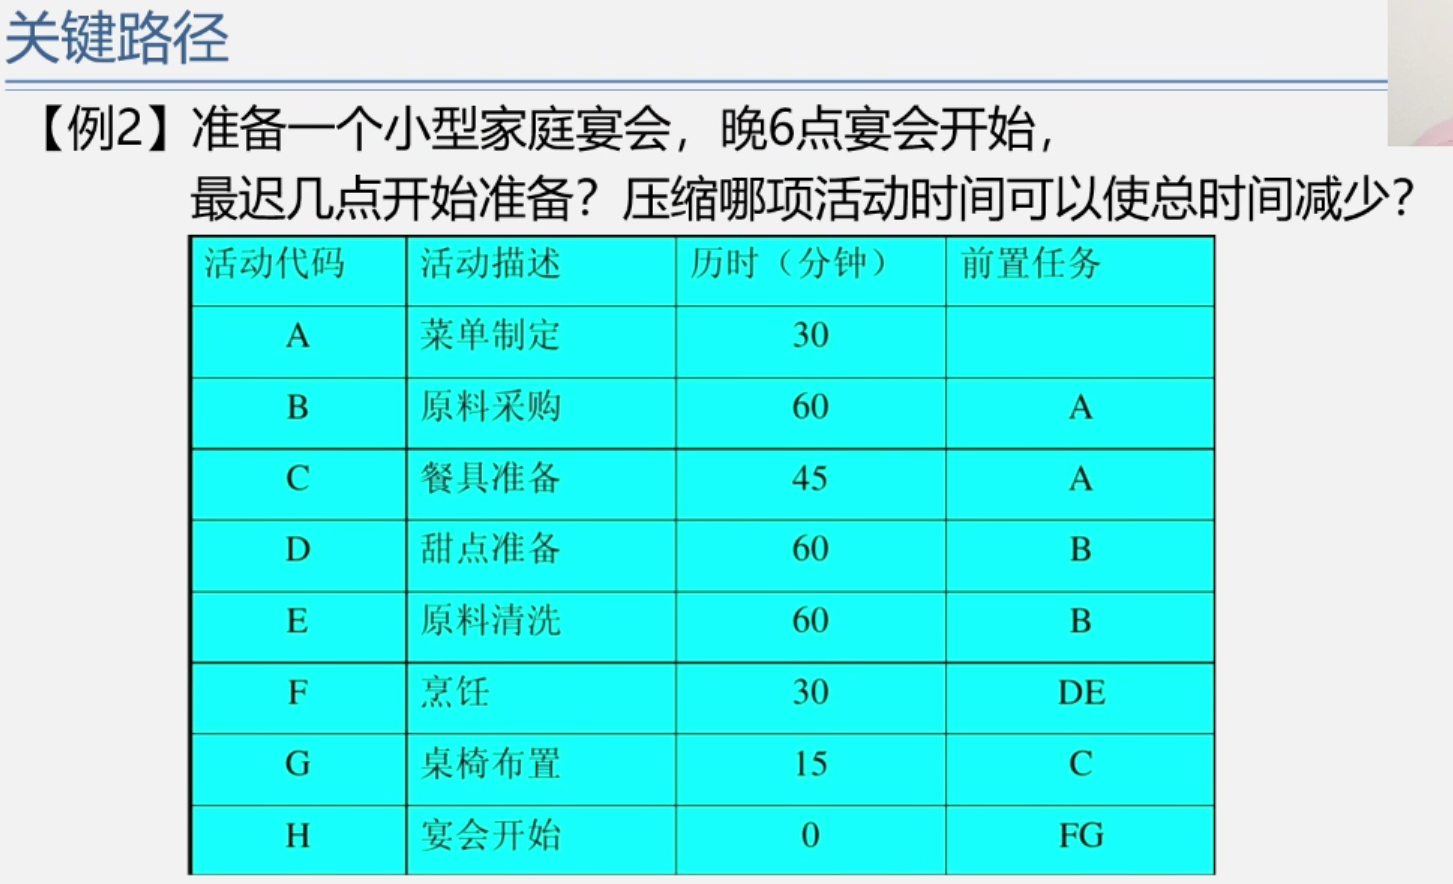 关键路径
【例2】准备一个小型家庭宴会，晚6点宴会开始，
最迟几点开始准备？压缩哪项活动时间可以使总时间减少？
活动代码 活动描述 历时（分钟） 前置任务
A 菜单制定 30
B 原料采购 60 A
C 餐具准备 45 A
D 甜点准备 60 B
E 原料清洗 60 B
F 烹饪 30 DE
G 桌椅布置 15 C
H 宴会开始 0 FG